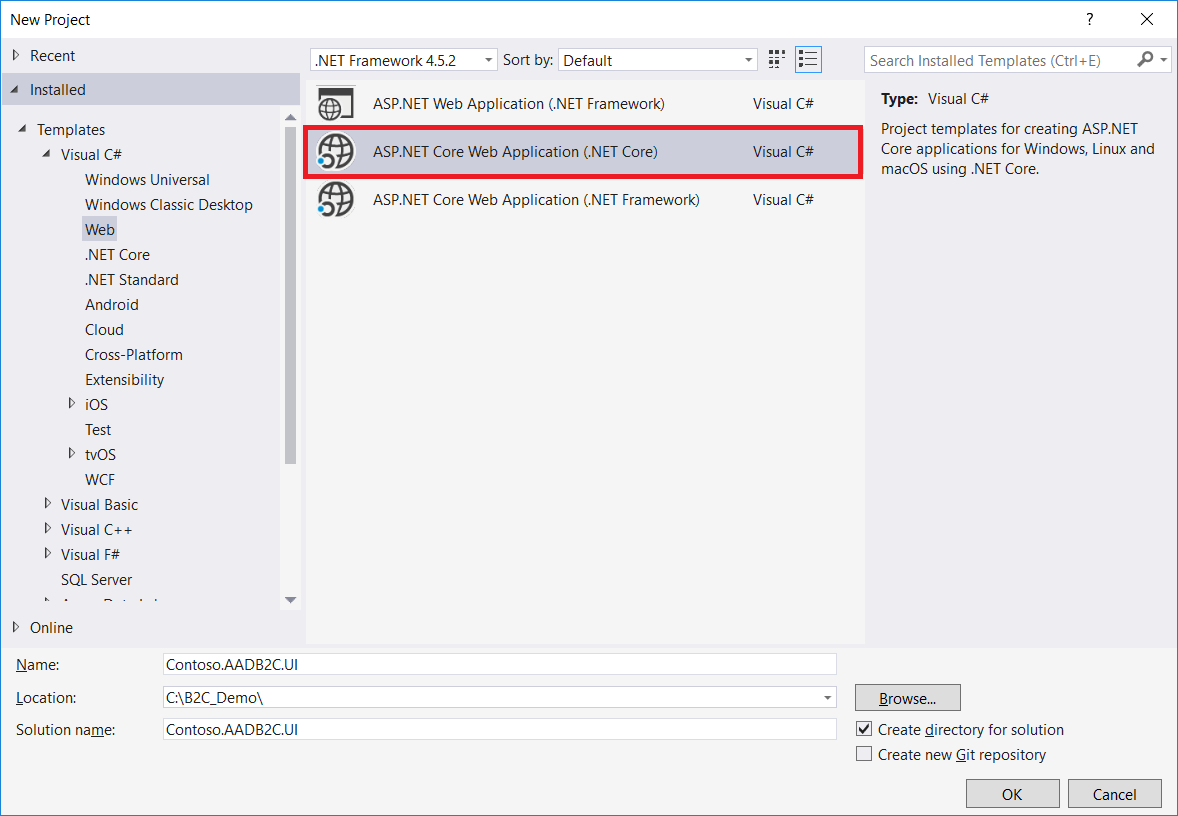 New Project
?
Recent
Installed
Templates
Visual C#
Windows Universal
Windows Classic Desktop
Web
.NET Core
.NET Standard
Android
Cloud
Cross-Platform
Extensibility
iOS
Test
tvOS
WCF
Visual Basic
Visual C++
Visual F#
SQL Server
Online
.NET Framework 4.5.2
Sort by: Default
ASP.NET Web Application (.NET Framework) Visual C#
ASP.NET Core Web Application (.NET Core) Visual C#
ASP.NET Core Web Application (.NET Framework) Visual C#
Search Installed Templates (Ctrl+E)
Type: Visual C#
Project templates for creating ASP.NET
Core applications for Windows, Linux and
macOS using .NET Core.
Name: Contoso.AADB2C.UI
Location: C:\B2C_Demo\
Browse...
Solution name: Contoso.AADB2C.UI
Create directory for solution
Create new Git repository
OK
Cancel